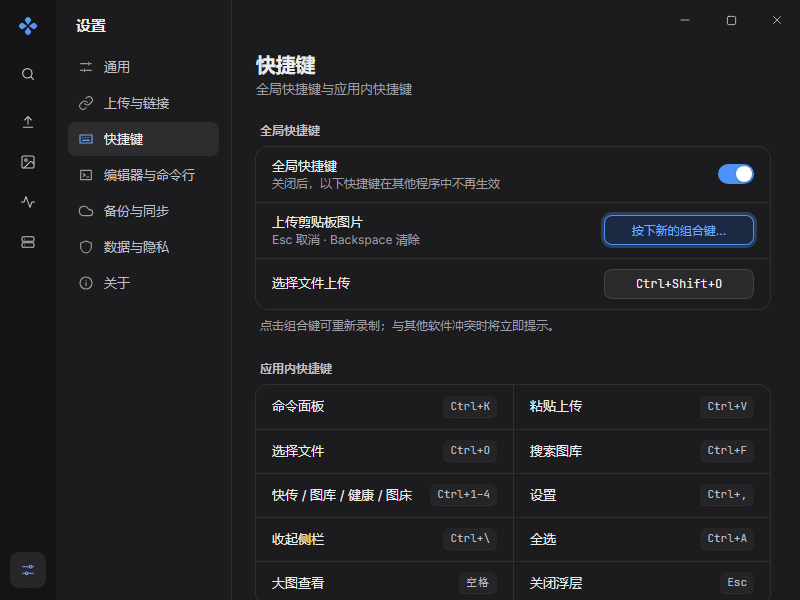 设置
通用
上传与链接
快捷键
编辑器与命令行
备份与同步
数据与隐私
关于
快捷键
全局快捷键与应用内快捷键
全局快捷键
全局快捷键
关闭后，以下快捷键在其他程序中不再生效
上传剪贴板图片
Esc 取消 · Backspace 清除
按下新的组合键…
选择文件上传
Ctrl+Shift+O
点击组合键可重新录制；与其他软件冲突时将立即提示。
应用内快捷键
命令面板 Ctrl+K
粘贴上传 Ctrl+V
选择文件 Ctrl+O
搜索图库 Ctrl+F
快传 / 图库 / 健康 / 图床 Ctrl+1-4
设置 Ctrl+,
收起侧栏 Ctrl+\
全选 Ctrl+A
大图查看 空格
关闭浮层 Esc